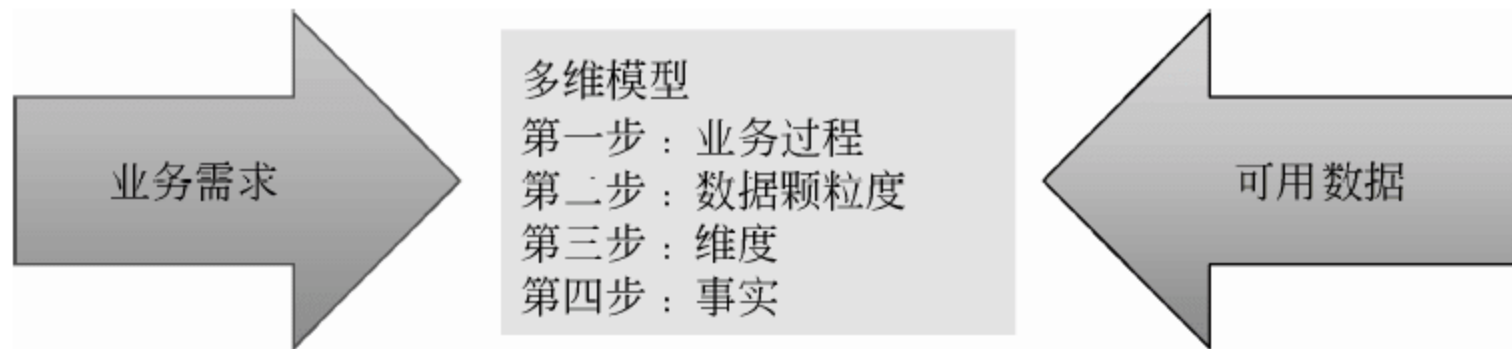 业务需求
多维模型
第一步：业务过程
第二步：数据颗粒度
第三步：维度
第四步：事实
可用数据